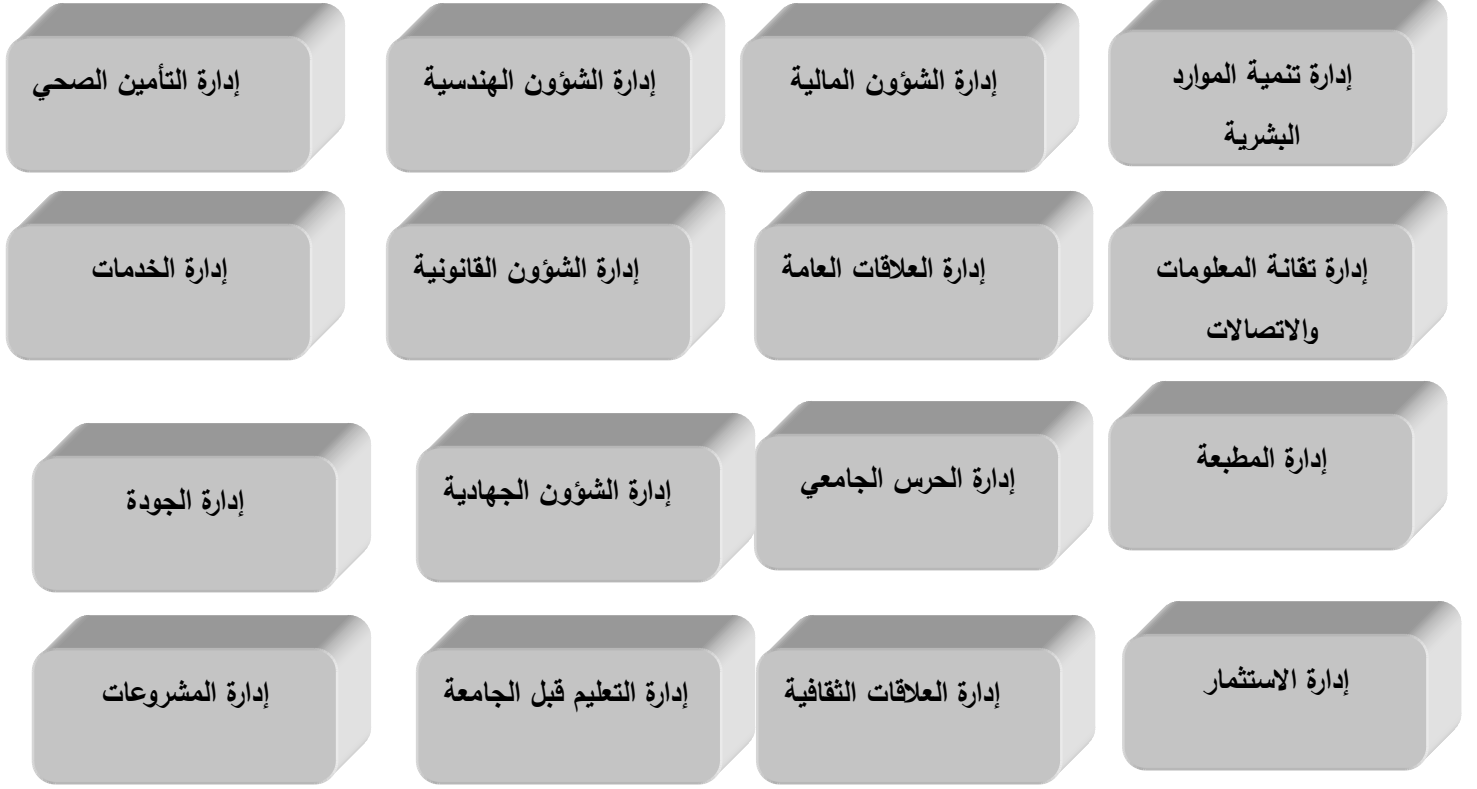 إدارة تنمية الموارد
البشرية
إدارة الشؤون المالية
إدارة الشؤون الهندسية
إدارة التأمين الصحي
إدارة تقانة المعلومات
والاتصالات
إدارة العلاقات العامة
إدارة الشؤون القانونية
إدارة الخدمات
إدارة المطبعة
إدارة الحرس الجامعي
إدارة الشؤون الجهادية
إدارة الجودة
إدارة الاستثمار
إدارة العلاقات الثقافية
إدارة التعليم قبل الجامعة
إدارة المشروعات